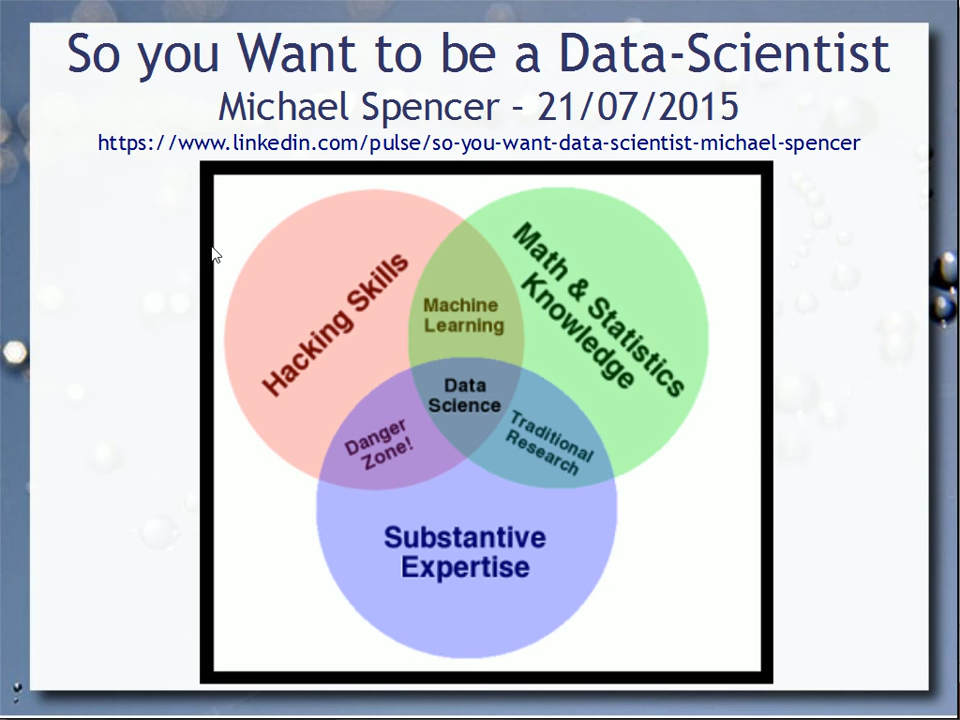 So you Want to be a Data-Scientist
Michael Spencer – 21/07/2015
https://www.linkedin.com/pulse/so-you-want-data-scientist-michael-spencer
Hacking Skills
Math & Statistics
Knowledge
Machine
Learning
Data
Science
Danger
Zone!
Traditional
Research
Substantive
Expertise